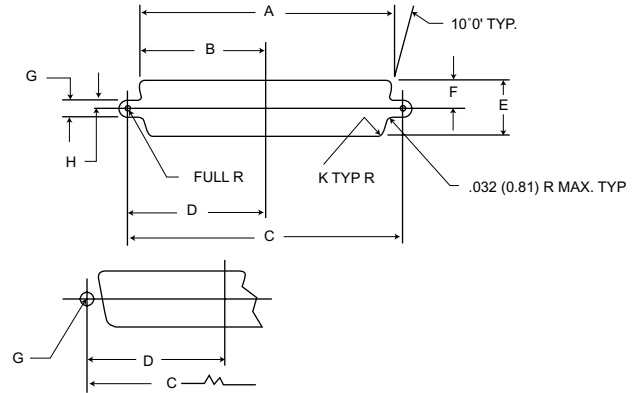 A
10°0' TYP.
B
G
F
E
H
FULL R
K TYP R
.032 (0.81) R MAX. TYP
D
C
G
D
C